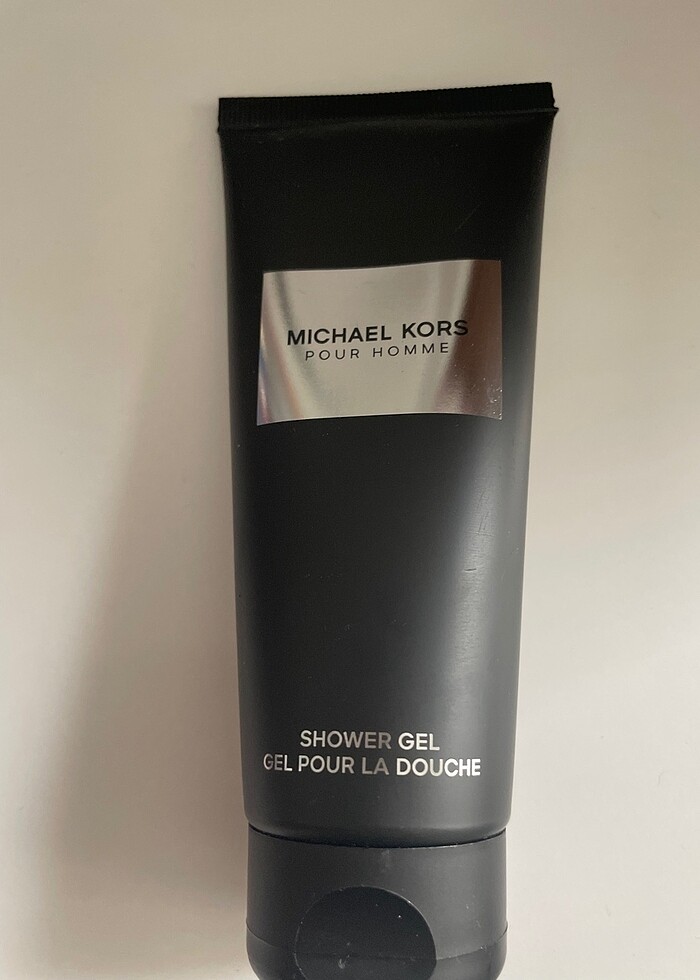 MICHAEL KORS
POUR HOMME
SHOWER GEL
GEL POUR LA DOUCHE